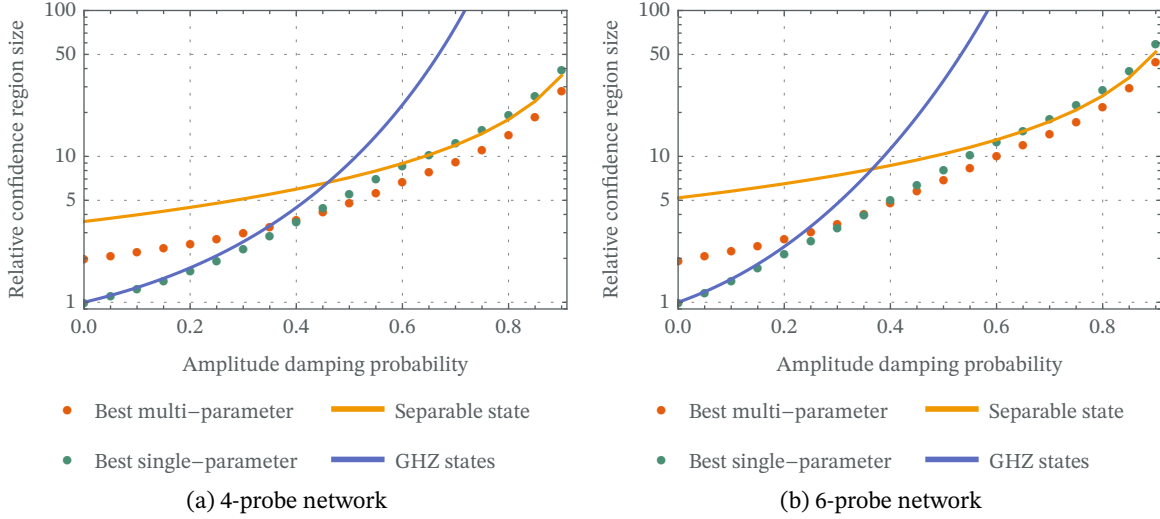 Relative confidence region size
100
50
10
5
1
0.0 0.2 0.4 0.6 0.8
Amplitude damping probability
Best multi−parameter Separable state
Best single−parameter GHZ states
(a) 4-probe network
Relative confidence region size
100
50
10
5
1
0.0 0.2 0.4 0.6 0.8
Amplitude damping probability
Best multi−parameter Separable state
Best single−parameter GHZ states
(b) 6-probe network